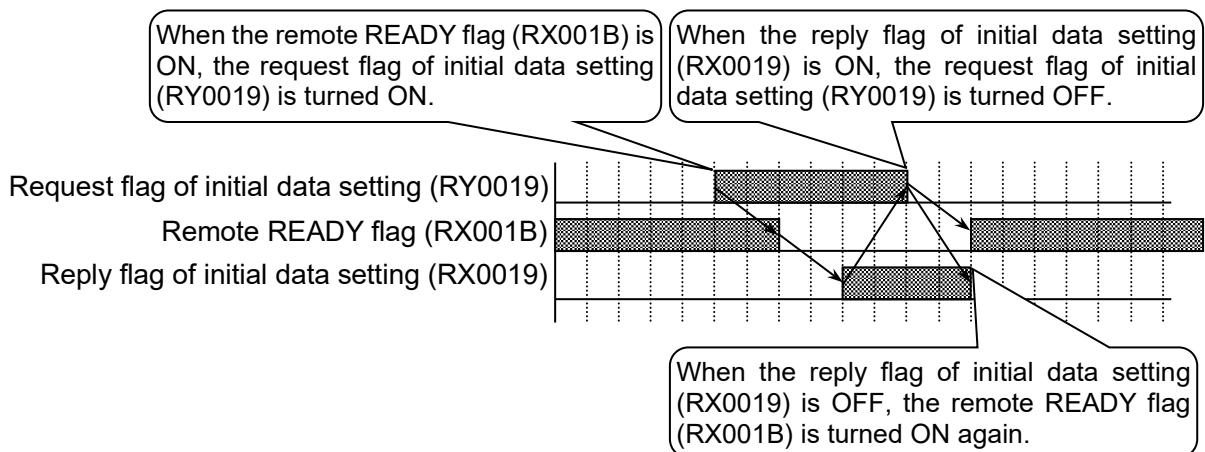 When the remote READY flag (RX001B) is
ON, the request flag of initial data setting
(RY0019) is turned ON.
When the reply flag of initial data setting
(RX0019) is ON, the request flag of initial
data setting (RY0019) is turned OFF.
Request flag of initial data setting (RY0019)
Remote READY flag (RX001B)
Reply flag of initial data setting (RX0019)
When the reply flag of initial data setting
(RX0019) is OFF, the remote READY flag
(RX001B) is turned ON again.